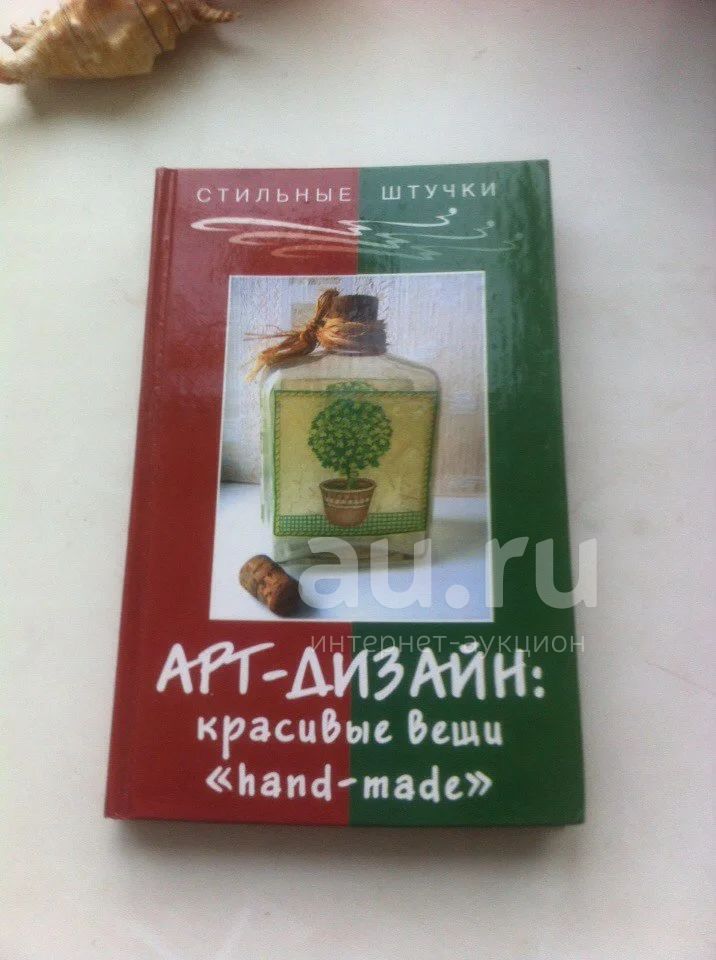 СТИЛЬНЫЕ ШТУЧКИ
au.ru
интернет-аукцион
АРТ-ДИЗАЙН:
красивые вещи
«hand-made»